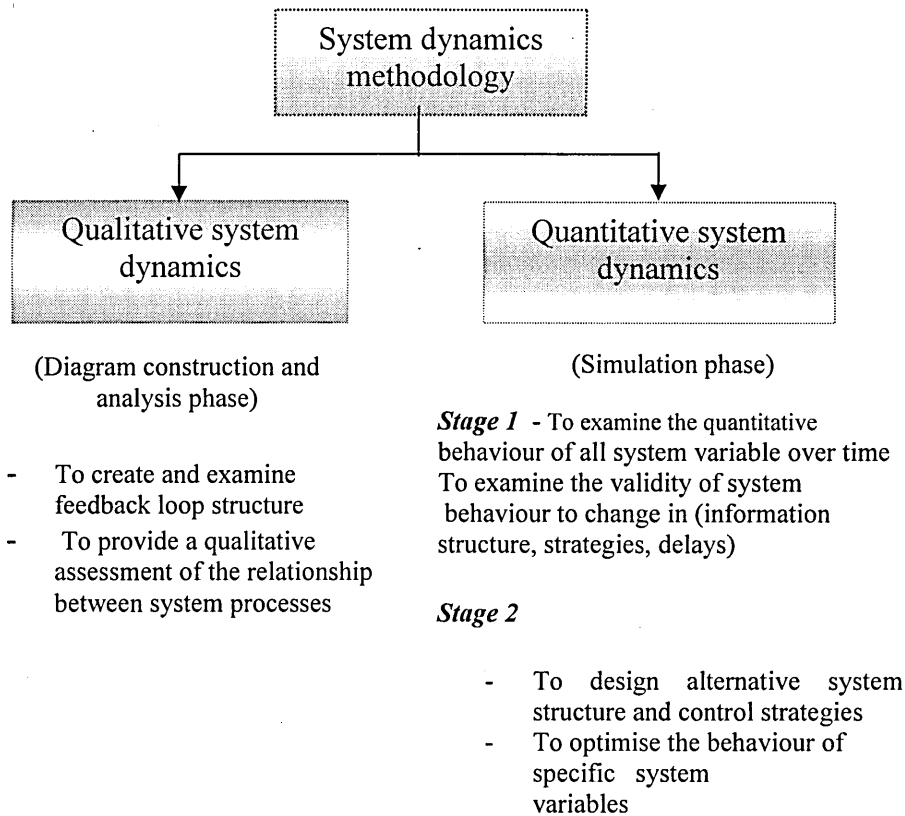 System dynamics
methodology
Qualitative system
dynamics
(Diagram construction and
analysis phase)
- To create and examine
feedback loop structure
- To provide a qualitative
assessment of the relationship
between system processes
Quantitative system
dynamics
(Simulation phase)
Stage 1 - To examine the quantitative
behaviour of all system variable over time
To examine the validity of system
behaviour to change in (information
structure, strategies, delays)
Stage 2
- To design alternative system
structure and control strategies
- To optimise the behaviour of
specific system
variables